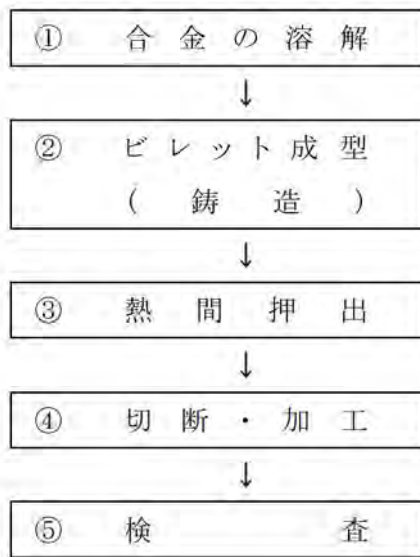 ① 合金の溶解
↓
② ビレット成型
(鋳造)
↓
③ 熱間押出
↓
④ 切断・加工
↓
⑤ 検査